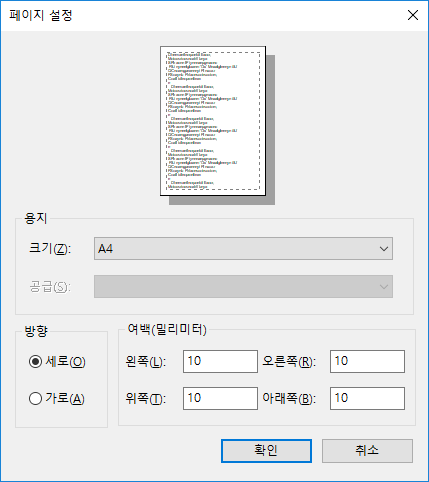 페이지 설정
용지
크기(Z): A4
공급(S):
방향
세로(O)
가로(A)
여백(밀리미터)
왼쪽(L): 10 오른쪽(R): 10
위쪽(T): 10 아래쪽(B): 10
확인 취소